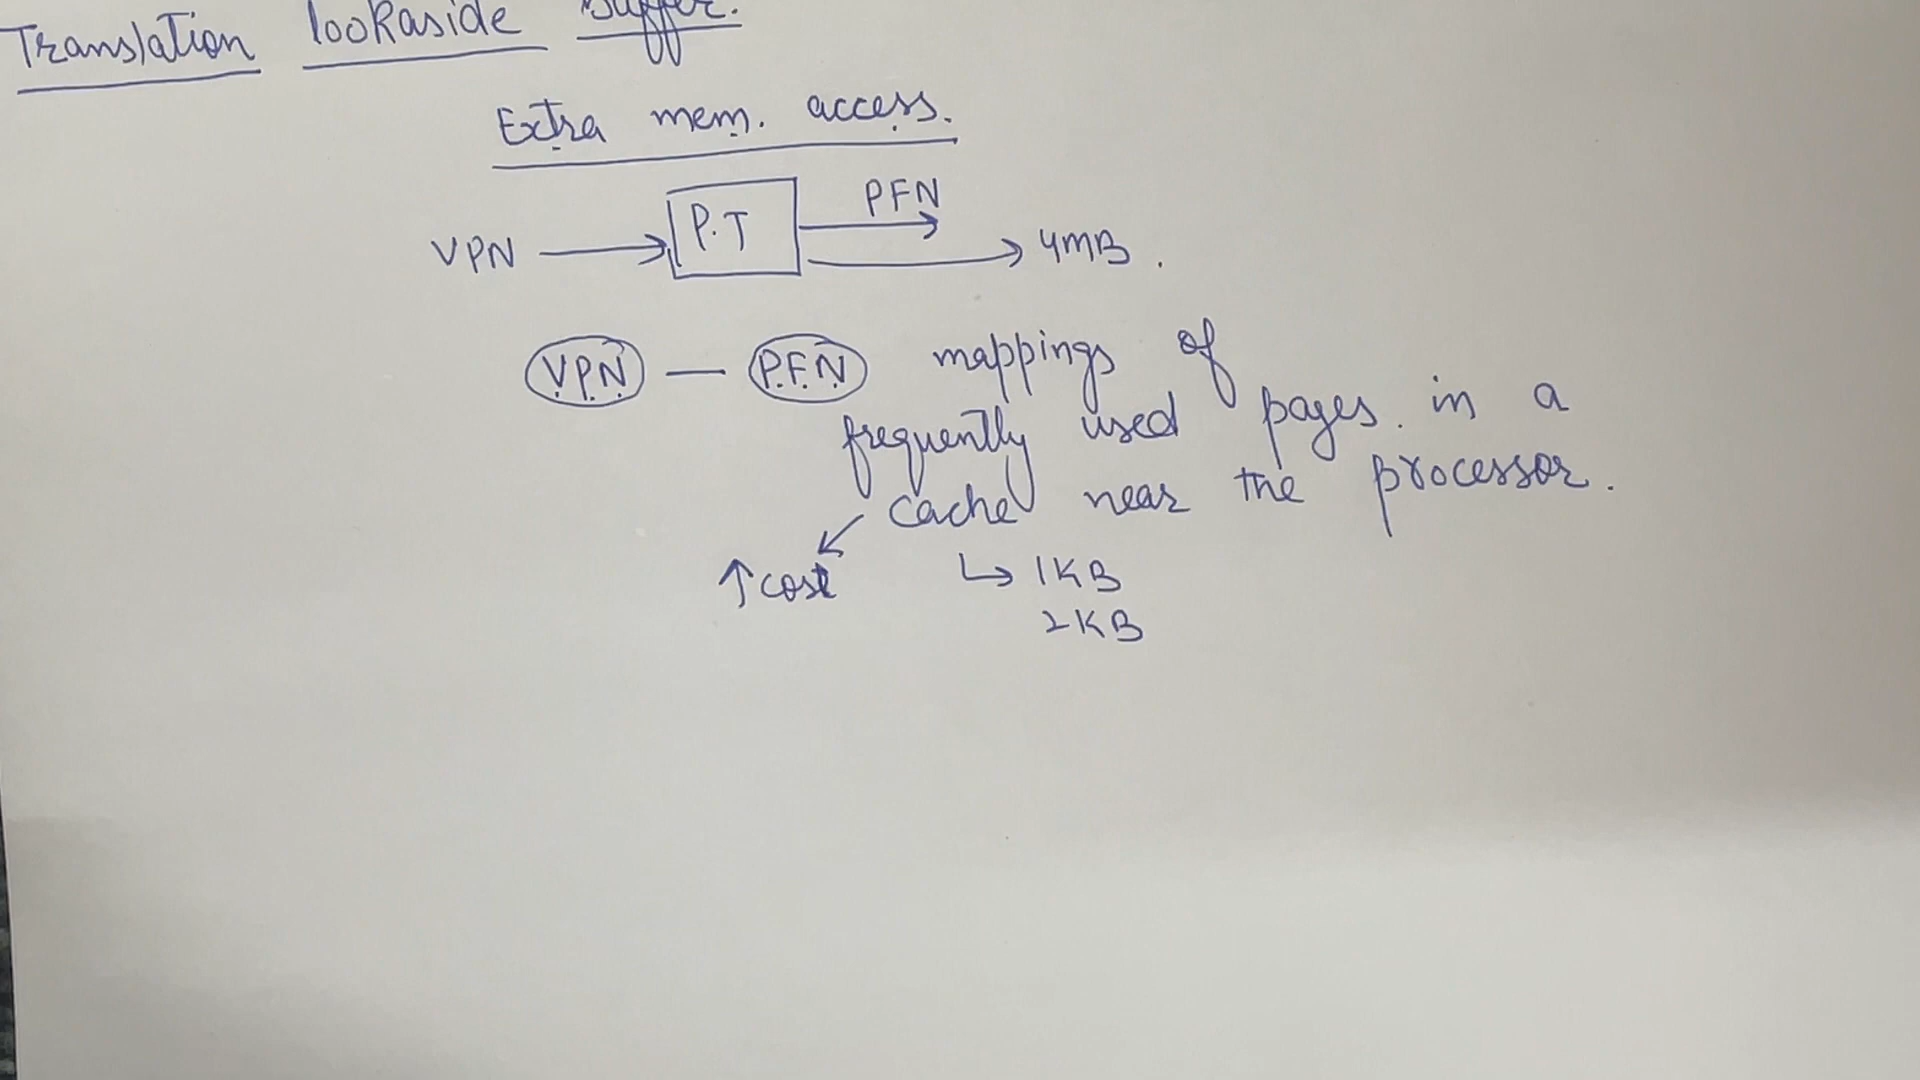 Translation lookaside Buffer.
Extra mem. access.
VPN → P.T → PFN
→ 4MB.
V.P.N — P.F.N mappings of
frequently used pages. in a
cache near the processor.
↑ cost ↳ 1KB
2KB